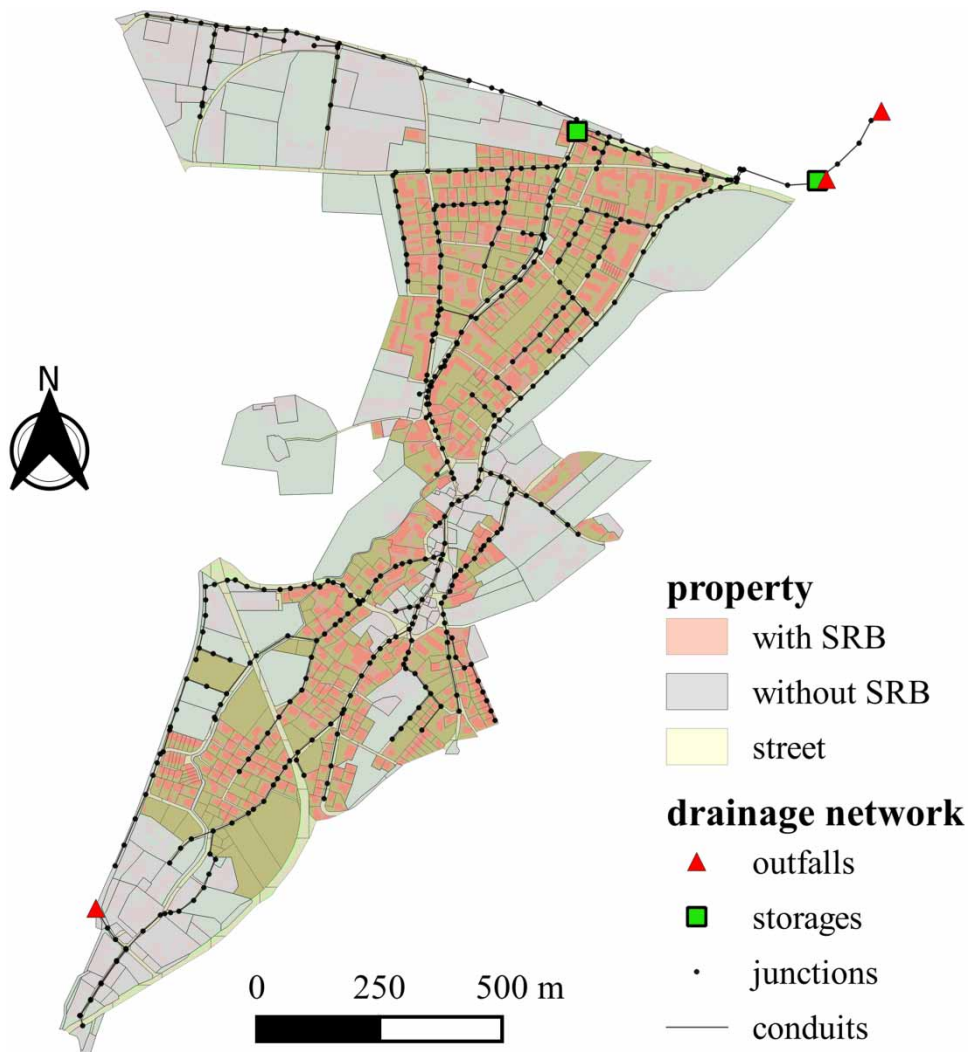 N
property
with SRB
without SRB
street
drainage network
outfalls
storages
junctions
conduits
0 250 500 m